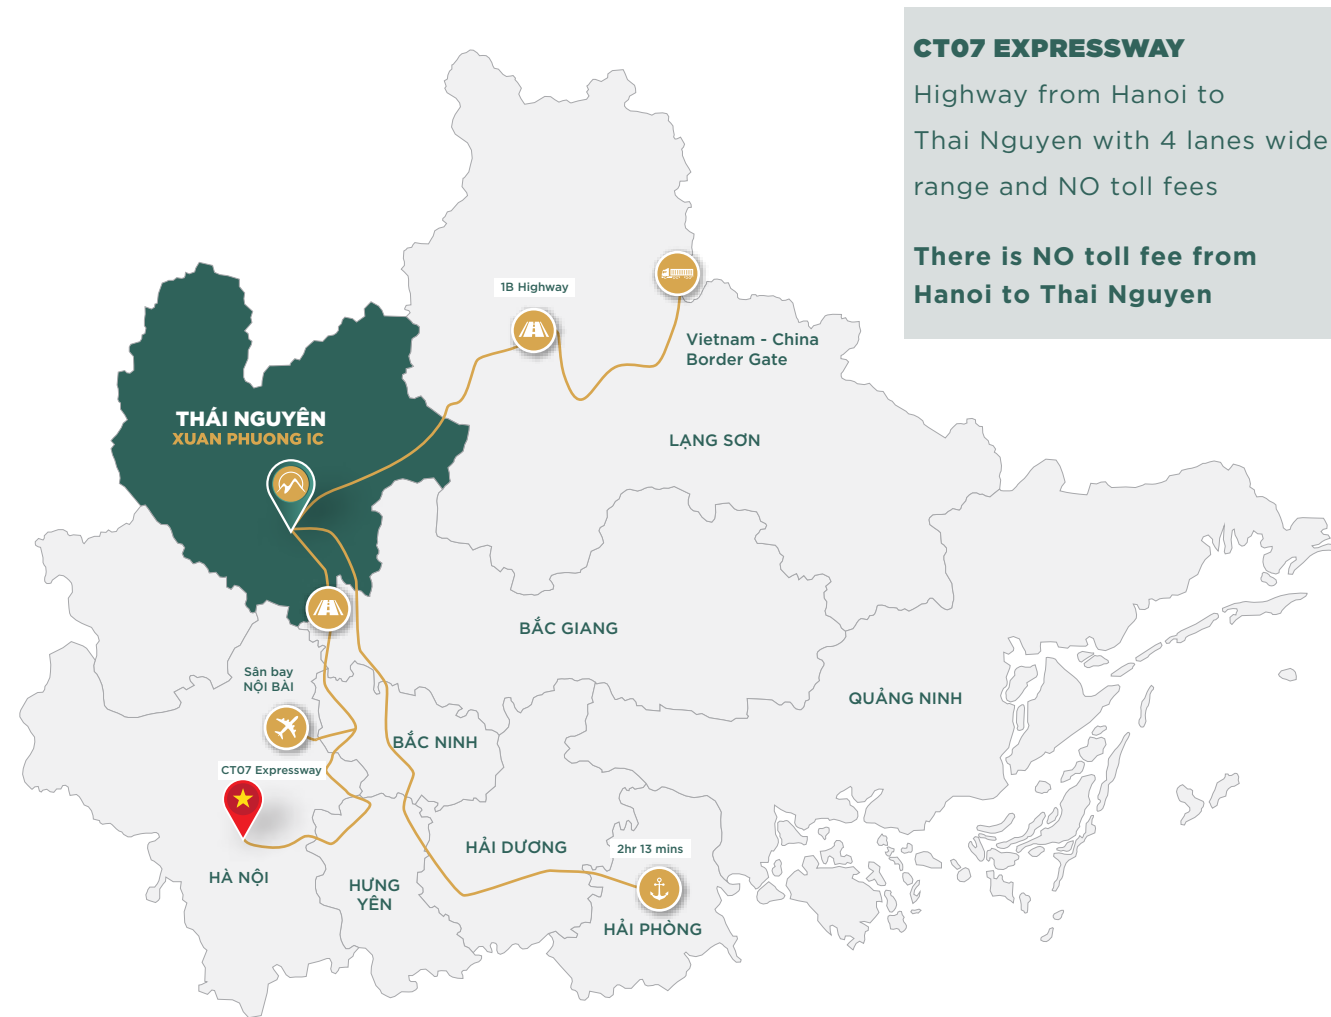 CT07 EXPRESSWAY
Highway from Hanoi to
Thai Nguyen with 4 lanes wide
range and NO toll fees
There is NO toll fee from
Hanoi to Thai Nguyen
1B Highway
Vietnam - China
Border Gate
THÁI NGUYÊN
XUAN PHUONG IC
LẠNG SƠN
BẮC GIANG
Sân bay
NỘI BÀI
QUẢNG NINH
BẮC NINH
CT07 Expressway
HẢI DƯƠNG
2hr 13 mins
HÀ NỘI
HƯNG
YÊN
HẢI PHÒNG